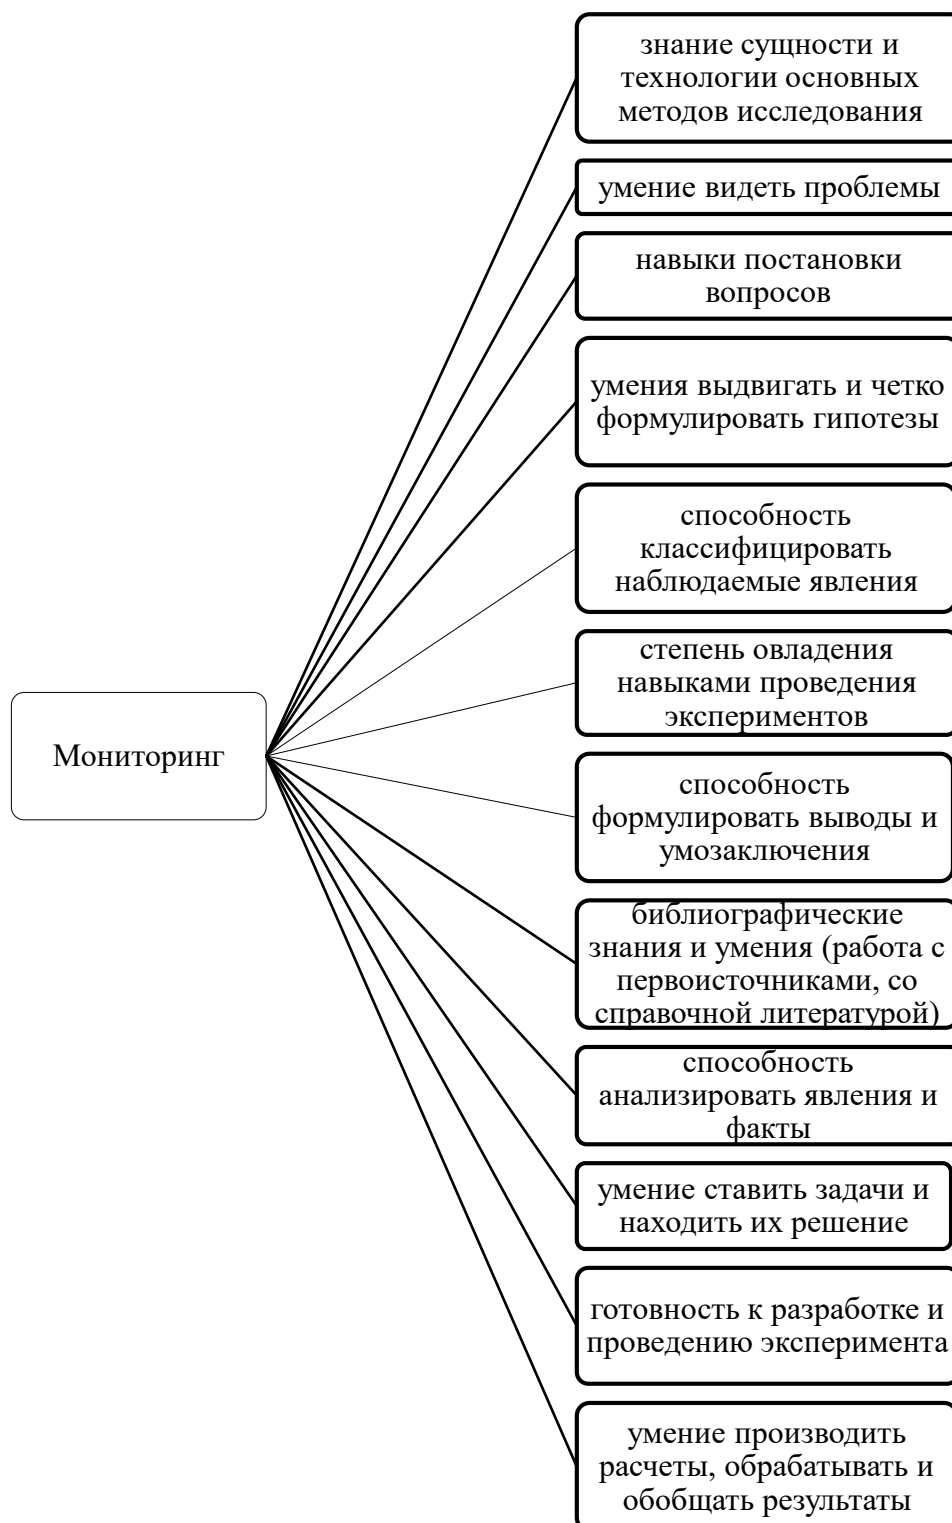 знание сущности и
технологии основных
методов исследования
умение видеть проблемы
навыки постановки
вопросов
умения выдвигать и четко
формулировать гипотезы
способность
классифицировать
наблюдаемые явления
степень овладения
навыками проведения
экспериментов
Мониторинг
способность
формулировать выводы и
умозаключения
библиографические
знания и умения (работа с
первоисточниками, со
справочной литературой)
способность
анализировать явления и
факты
умение ставить задачи и
находить их решение
готовность к разработке и
проведению эксперимента
умение производить
расчеты, обрабатывать и
обобщать результаты